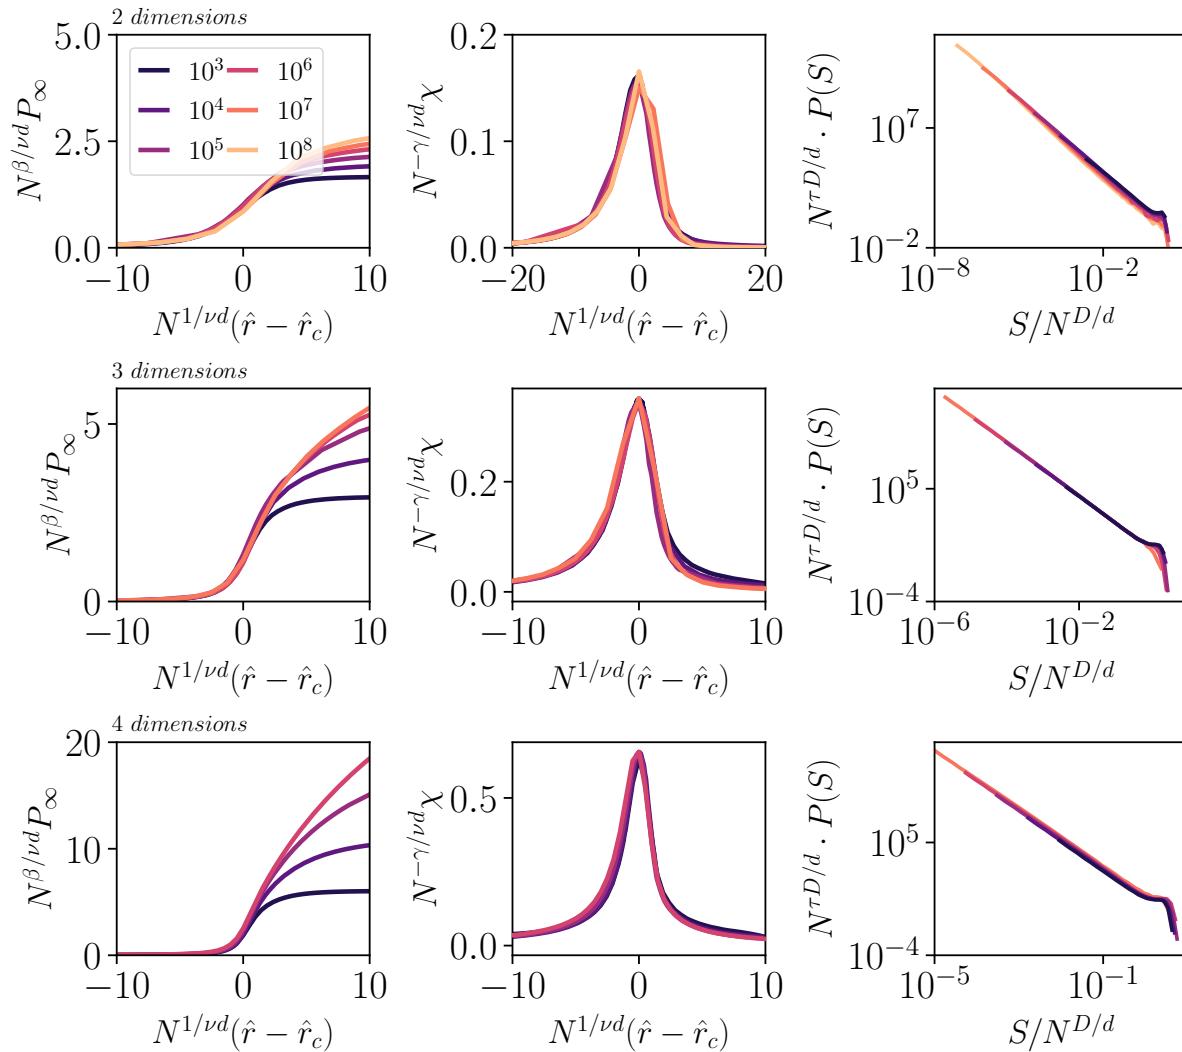 2 dimensions
5.0
2.5
0.0
N^{β/νd}P_∞
10^3
10^4
10^5
10^6
10^7
10^8
−10
0
10
N^{1/νd}(r̂ − r̂_c)
0.2
0.1
0.0
N^{−γ/νd}χ
−20
0
20
N^{1/νd}(r̂ − r̂_c)
10^7
10^{−2}
N^{τD/d} · P(S)
10^{−8}
10^{−2}
S/N^{D/d}
3 dimensions
5
0
N^{β/νd}P_∞
−10
0
10
N^{1/νd}(r̂ − r̂_c)
0.2
0.0
N^{−γ/νd}χ
−10
0
10
N^{1/νd}(r̂ − r̂_c)
10^5
10^{−4}
N^{τD/d} · P(S)
10^{−6}
10^{−2}
S/N^{D/d}
4 dimensions
20
10
0
N^{β/νd}P_∞
−10
0
10
N^{1/νd}(r̂ − r̂_c)
0.5
0.0
N^{−γ/νd}χ
−10
0
10
N^{1/νd}(r̂ − r̂_c)
10^5
10^{−4}
N^{τD/d} · P(S)
10^{−5}
10^{−1}
S/N^{D/d}